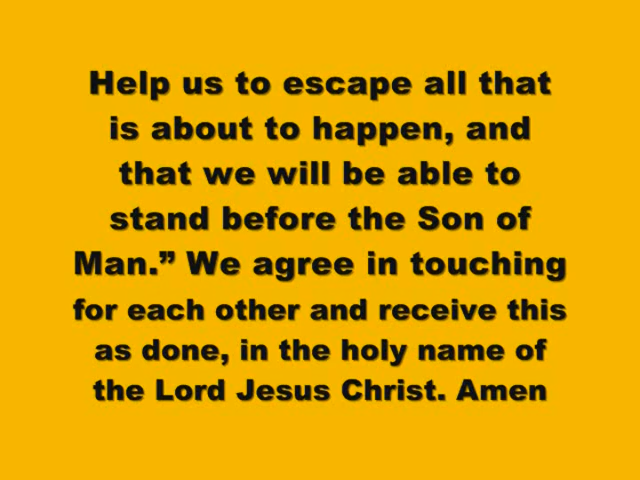 Help us to escape all that
is about to happen, and
that we will be able to
stand before the Son of
Man.” We agree in touching
for each other and receive this
as done, in the holy name of
the Lord Jesus Christ. Amen